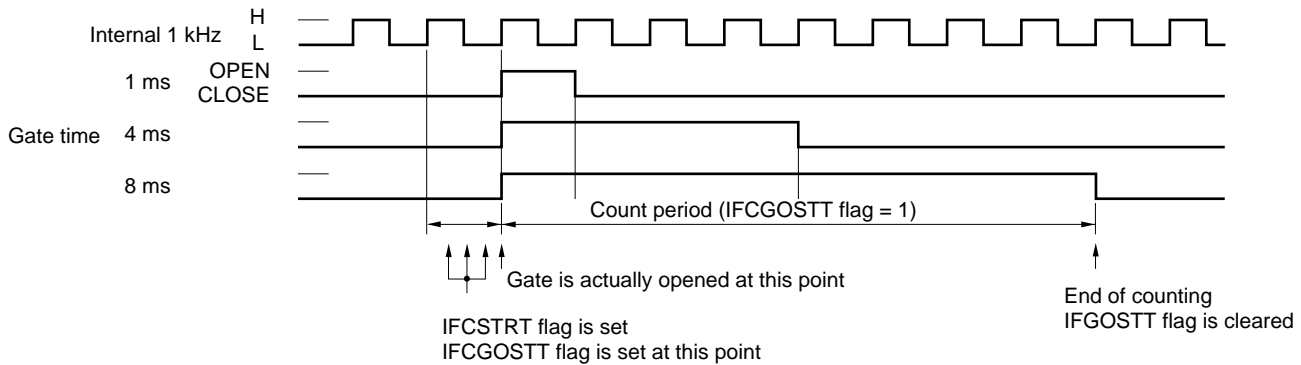 H
Internal 1 kHz
L
OPEN
1 ms
CLOSE
Gate time 4 ms
8 ms
Count period (IFCGOSTT flag = 1)
Gate is actually opened at this point
End of counting
IFGOSTT flag is cleared
IFCSTRT flag is set
IFCGOSTT flag is set at this point